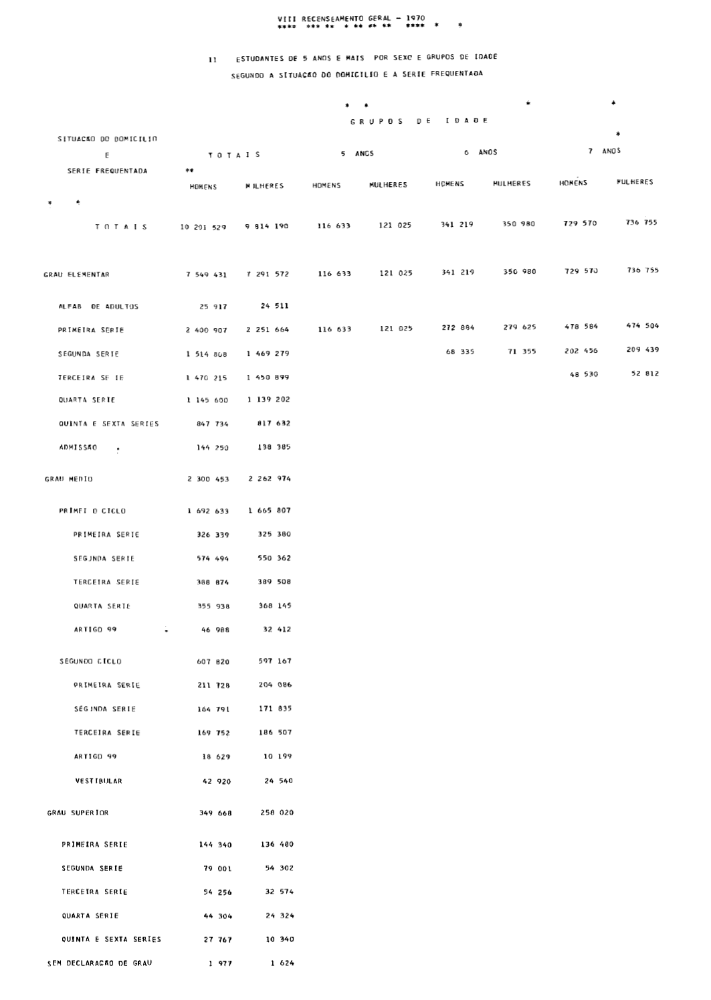 VIII RECENSEAMENTO GERAL - 1970
**** *** ** * ** ** ** **** * *
11 ESTUDANTES DE 5 ANOS E MAIS POR SEXO E GRUPOS DE IDADE
SEGUNDO A SITUAÇÃO DO DOMICILIO E A SERIE FREQUENTADA
* * * *
G R U P O S D E I D A D E
SITUAÇÃO DO DOMICILIO *
E T O T A I S 5 ANOS 6 ANOS 7 ANOS
SERIE FREQUENTADA **
HOMENS MULHERES HOMENS MULHERES HOMENS MULHERES HOMENS MULHERES
* *
T O T A I S 10 201 529 9 814 190 116 633 121 025 341 219 350 980 729 570 736 755
GRAU ELEMENTAR 7 549 431 7 291 572 116 633 121 025 341 219 350 980 729 570 736 755
ALFAB DE ADULTOS 25 917 24 511
PRIMEIRA SERIE 2 400 907 2 251 664 116 633 121 025 272 884 279 625 478 584 474 504
SEGUNDA SERIE 1 514 808 1 469 279 68 335 71 355 202 456 209 439
TERCEIRA SE IE 1 470 215 1 450 899 48 530 52 812
QUARTA SERIE 1 145 600 1 139 202
QUINTA E SEXTA SERIES 847 734 817 632
ADMISSÃO 144 250 138 385
GRAU MEDIO 2 300 453 2 262 974
PRIMEI O CICLO 1 692 633 1 665 807
PRIMEIRA SERIE 326 339 325 380
SEGUNDA SERIE 574 494 550 362
TERCEIRA SERIE 388 874 389 508
QUARTA SERIE 355 938 368 145
ARTIGO 99 46 988 32 412
SEGUNDO CICLO 607 820 597 167
PRIMEIRA SERIE 211 728 204 086
SEGUNDA SERIE 164 791 171 835
TERCEIRA SERIE 169 752 186 507
ARTIGO 99 18 629 10 199
VESTIBULAR 42 920 24 540
GRAU SUPERIOR 349 668 258 020
PRIMEIRA SERIE 144 340 136 480
SEGUNDA SERIE 79 001 54 302
TERCEIRA SERIE 54 256 32 574
QUARTA SERIE 44 304 24 324
QUINTA E SEXTA SERIES 27 767 10 340
SEM DECLARAÇÃO DE GRAU 1 977 1 624